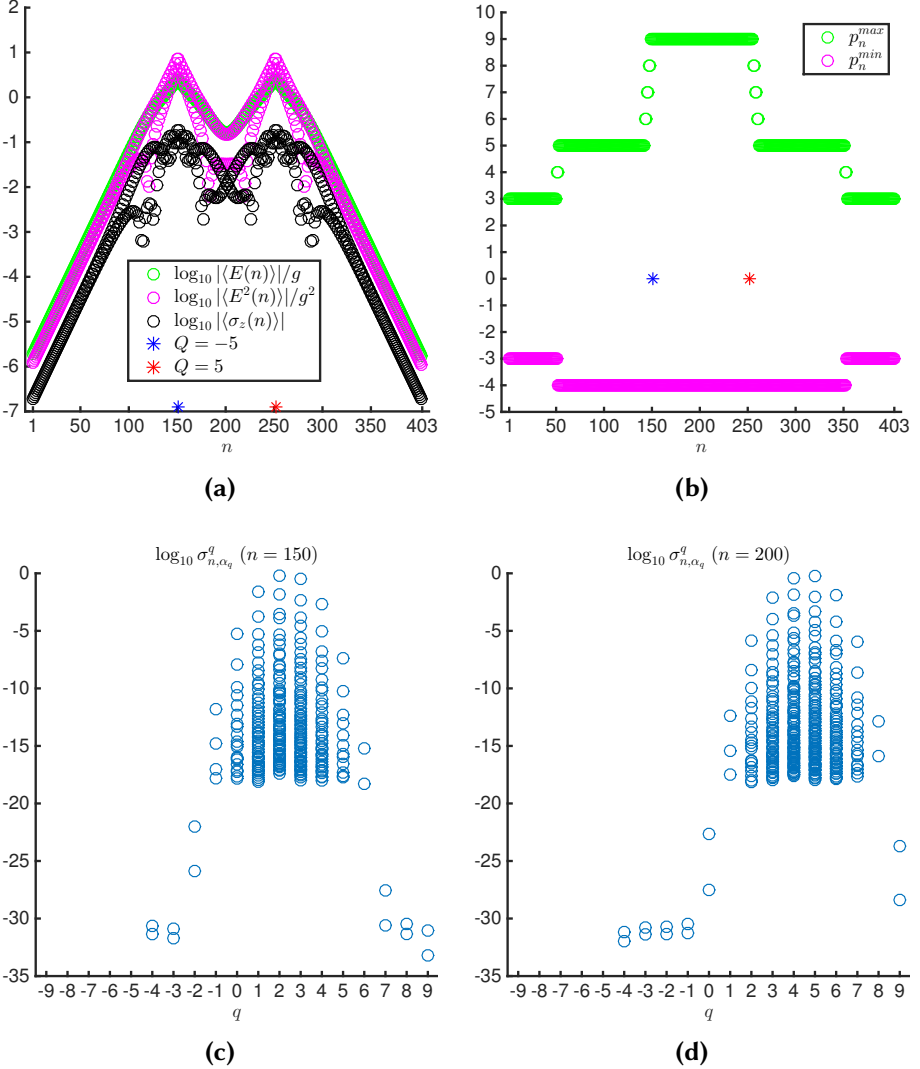 2
1
0
-1
-2
-3
-4
-5
-6
-7
log₁₀ |⟨E(n)⟩|/g
log₁₀ |⟨E²(n)⟩|/g²
log₁₀ |⟨σ_z(n)⟩|
Q = −5
Q = 5
1 50 100 150 200 250 300 350 403
n
(a)
10
9
8
7
6
5
4
3
2
1
0
-1
-2
-3
-4
-5
p_n^{max}
p_n^{min}
1 50 100 150 200 250 300 350 403
n
(b)
log₁₀ σ^q_{n,α_q} (n = 150)
0
-5
-10
-15
-20
-25
-30
-35
-9 -8 -7 -6 -5 -4 -3 -2 -1 0 1 2 3 4 5 6 7 8 9
q
(c)
log₁₀ σ^q_{n,α_q} (n = 200)
0
-5
-10
-15
-20
-25
-30
-35
-9 -8 -7 -6 -5 -4 -3 -2 -1 0 1 2 3 4 5 6 7 8 9
q
(d)